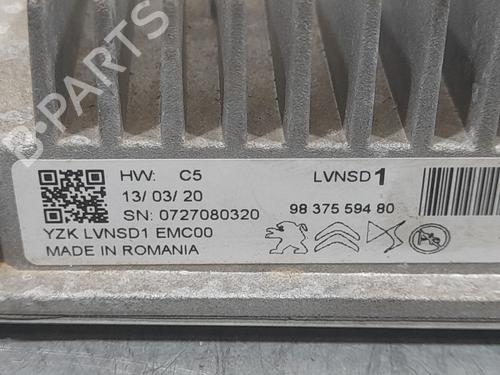 B-PARTS
HW: C5
LVNSD1
13/ 03/ 20
98 375 594 80
SN: 0727080320
YZK LVNSD1 EMC00
MADE IN ROMANIA